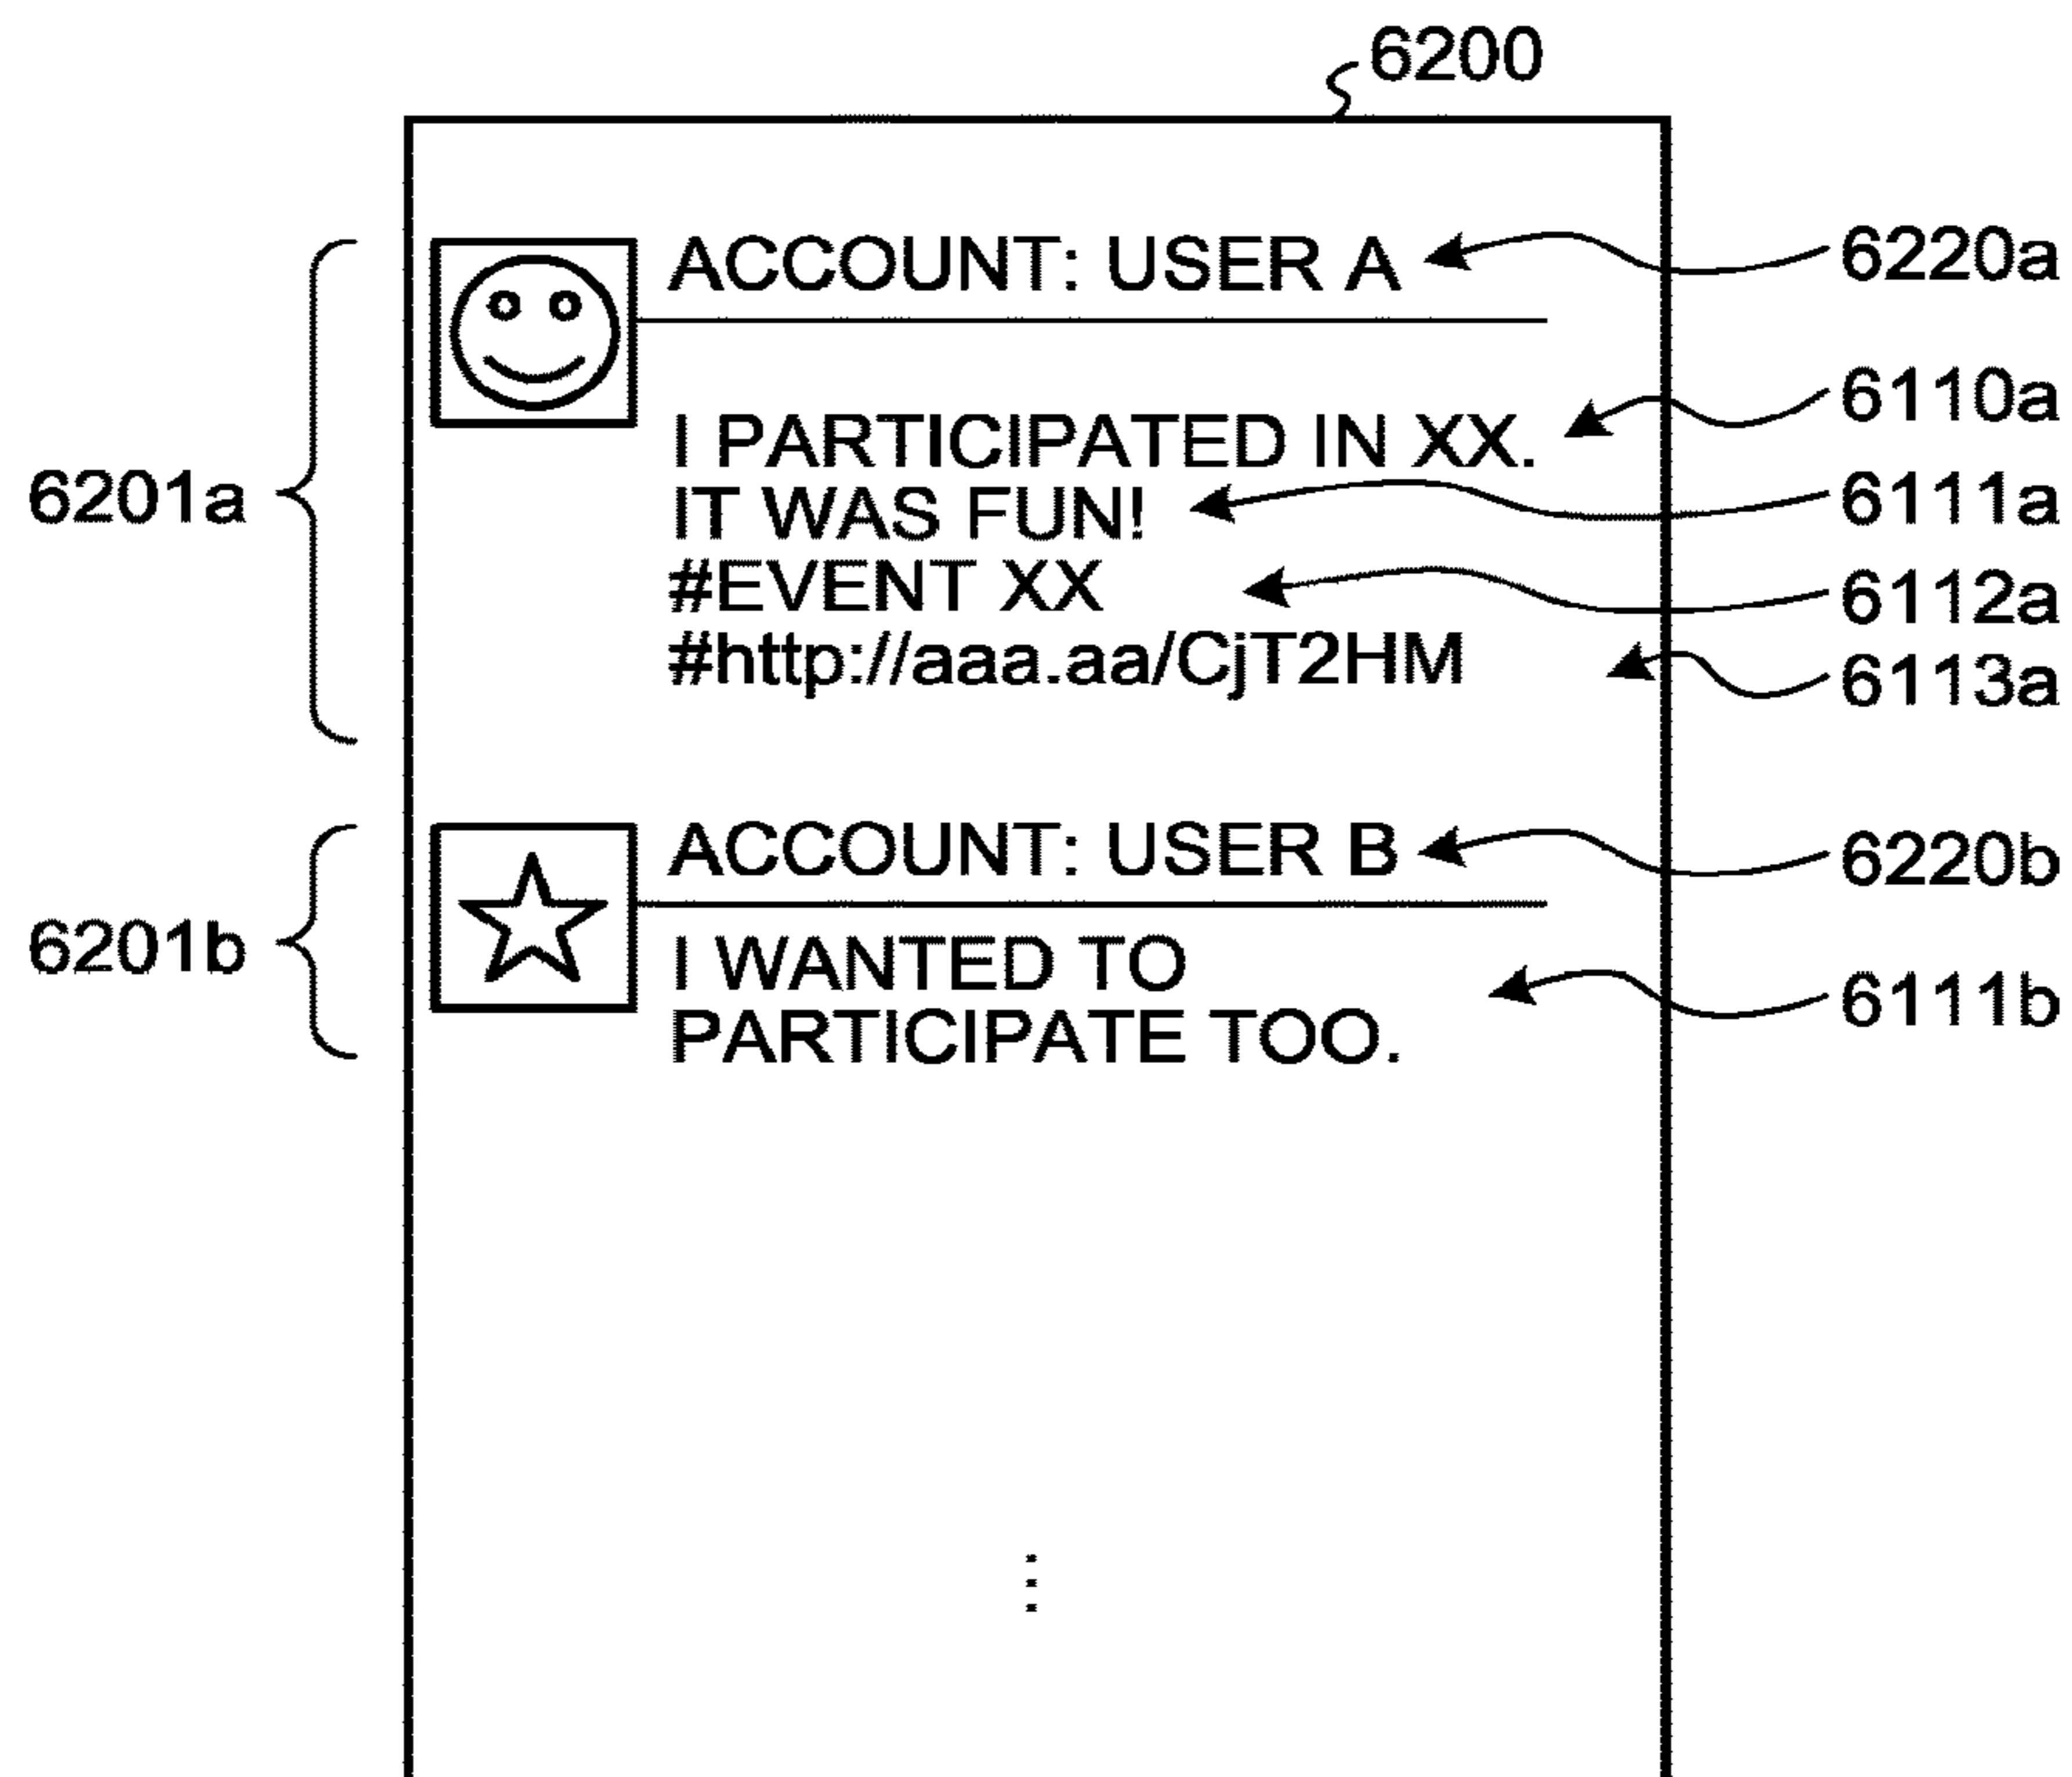 6200
ACCOUNT: USER A
6220a
6110a
I PARTICIPATED IN XX.
6201a
IT WAS FUN!
6111a
#EVENT XX
6112a
#http://aaa.aa/CjT2HM
6113a
ACCOUNT: USER B
6220b
6201b
I WANTED TO
6111b
PARTICIPATE TOO.